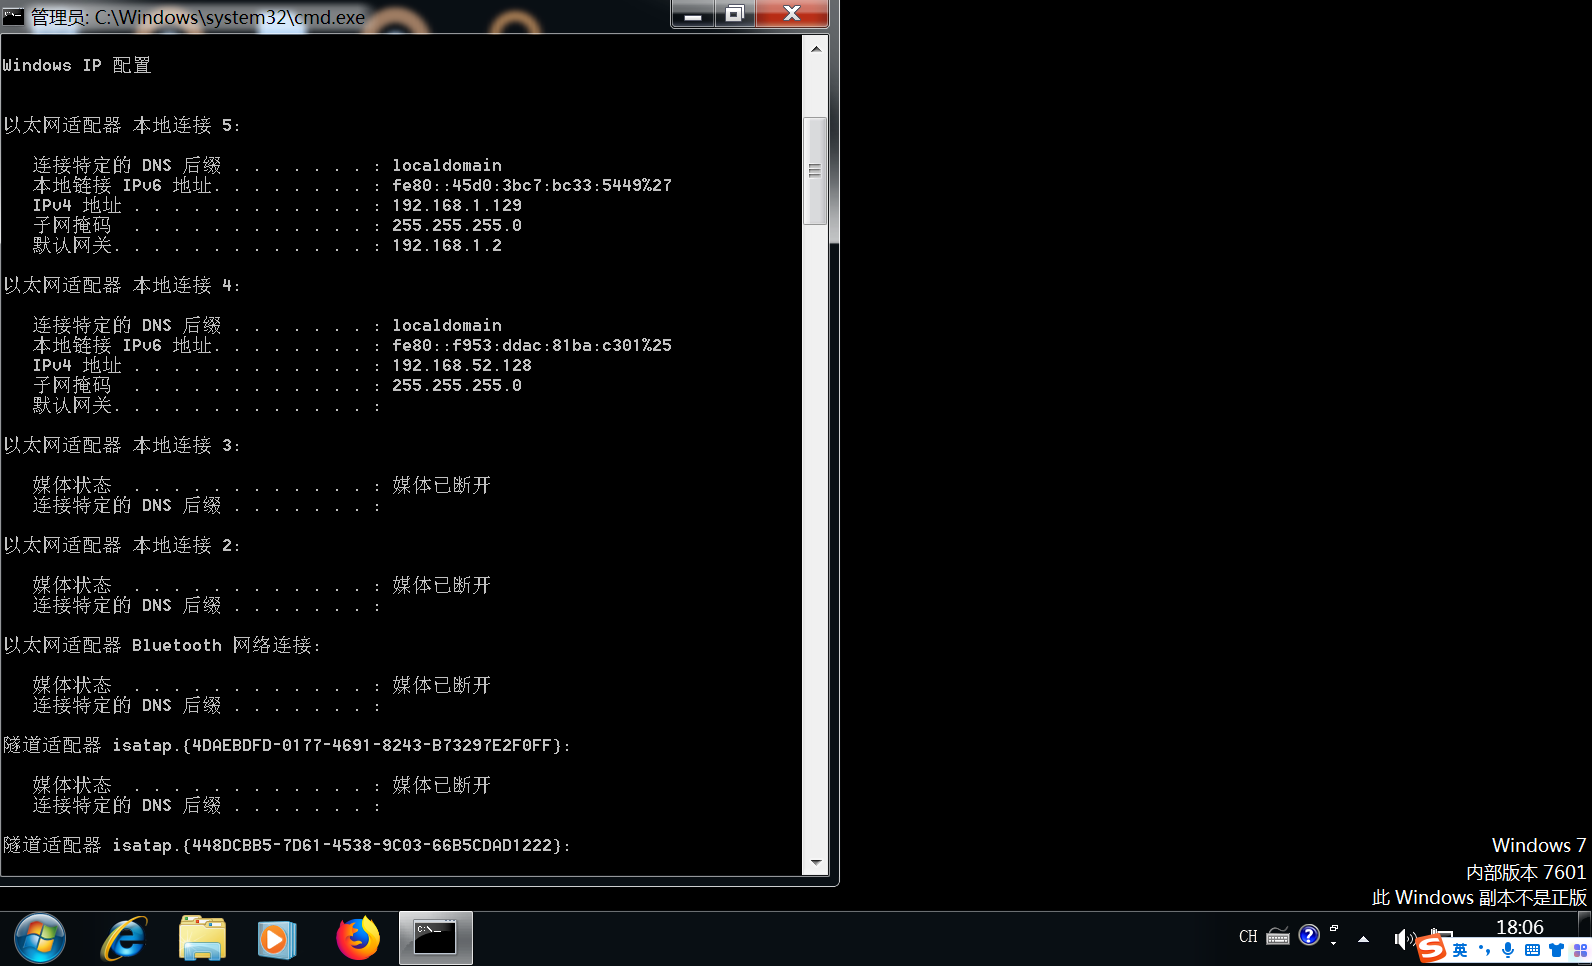 管理员: C:\Windows\system32\cmd.exe
Windows IP 配置
以太网适配器 本地连接 5:
连接特定的 DNS 后缀 . . . . . . . : localdomain
本地链接 IPv6 地址. . . . . . . . : fe80::45d0:3bc7:bc33:5449%27
IPv4 地址 . . . . . . . . . . . . : 192.168.1.129
子网掩码  . . . . . . . . . . . . : 255.255.255.0
默认网关. . . . . . . . . . . . . : 192.168.1.2
以太网适配器 本地连接 4:
连接特定的 DNS 后缀 . . . . . . . : localdomain
本地链接 IPv6 地址. . . . . . . . : fe80::f953:ddac:81ba:c301%25
IPv4 地址 . . . . . . . . . . . . : 192.168.52.128
子网掩码  . . . . . . . . . . . . : 255.255.255.0
默认网关. . . . . . . . . . . . . :
以太网适配器 本地连接 3:
媒体状态  . . . . . . . . . . . . : 媒体已断开
连接特定的 DNS 后缀 . . . . . . . :
以太网适配器 本地连接 2:
媒体状态  . . . . . . . . . . . . : 媒体已断开
连接特定的 DNS 后缀 . . . . . . . :
以太网适配器 Bluetooth 网络连接:
媒体状态  . . . . . . . . . . . . : 媒体已断开
连接特定的 DNS 后缀 . . . . . . . :
隧道适配器 isatap.{4DAEBDFD-0177-4691-8243-B73297E2F0FF}:
媒体状态  . . . . . . . . . . . . : 媒体已断开
连接特定的 DNS 后缀 . . . . . . . :
隧道适配器 isatap.{448DCBB5-7D61-4538-9C03-66B5CDAD1222}:
Windows 7
内部版本 7601
此 Windows 副本不是正版
CH
18:06
英